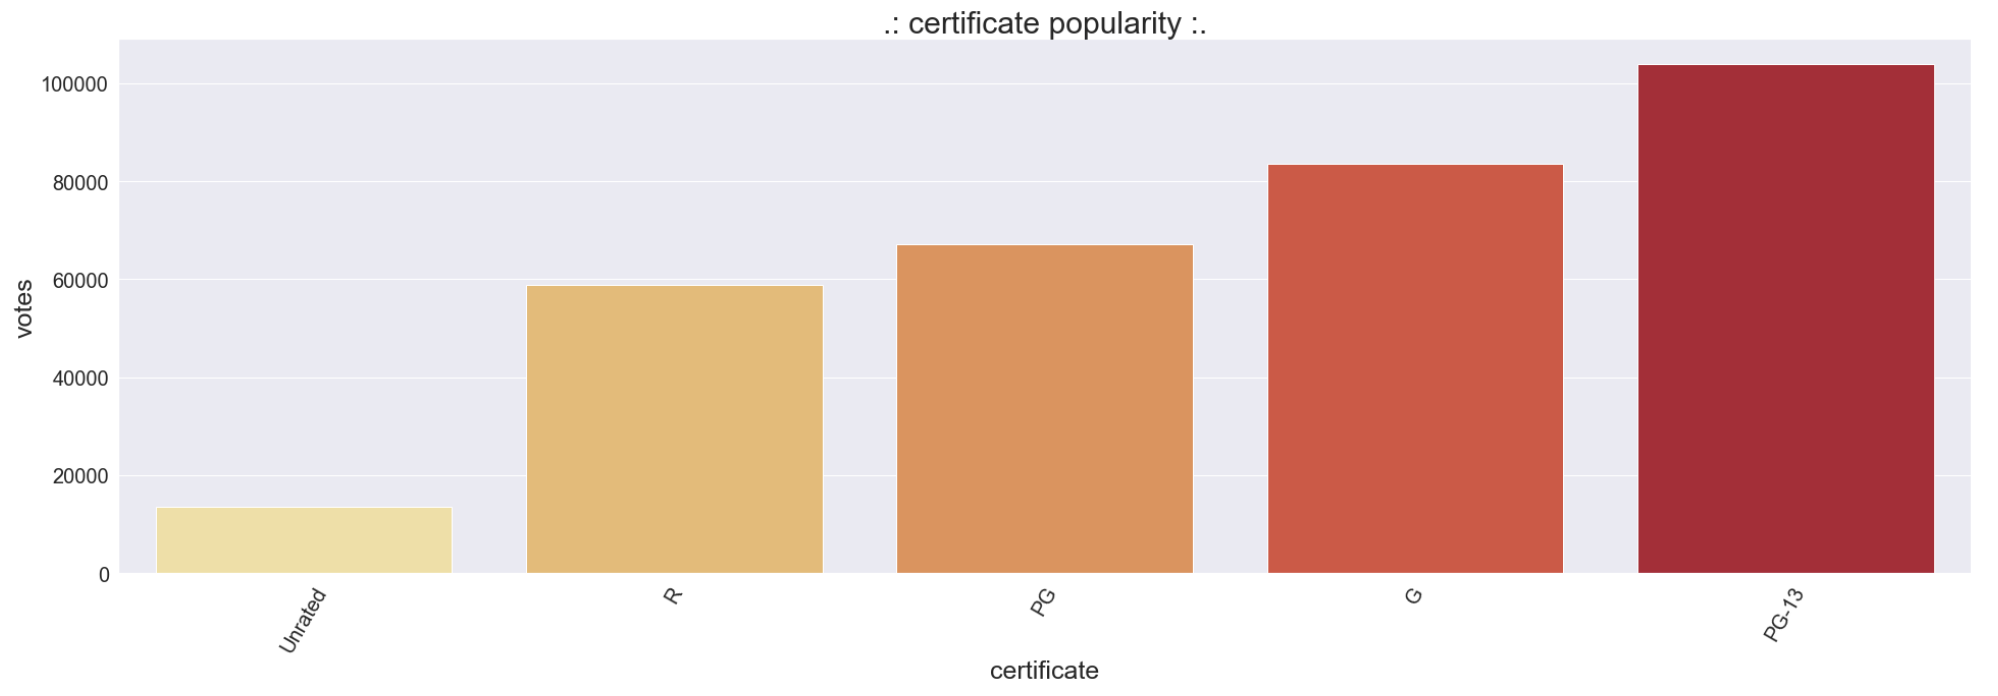 .: certificate popularity :.
100000
80000
60000
40000
20000
0
votes
Unrated
R
PG
G
PG-13
certificate